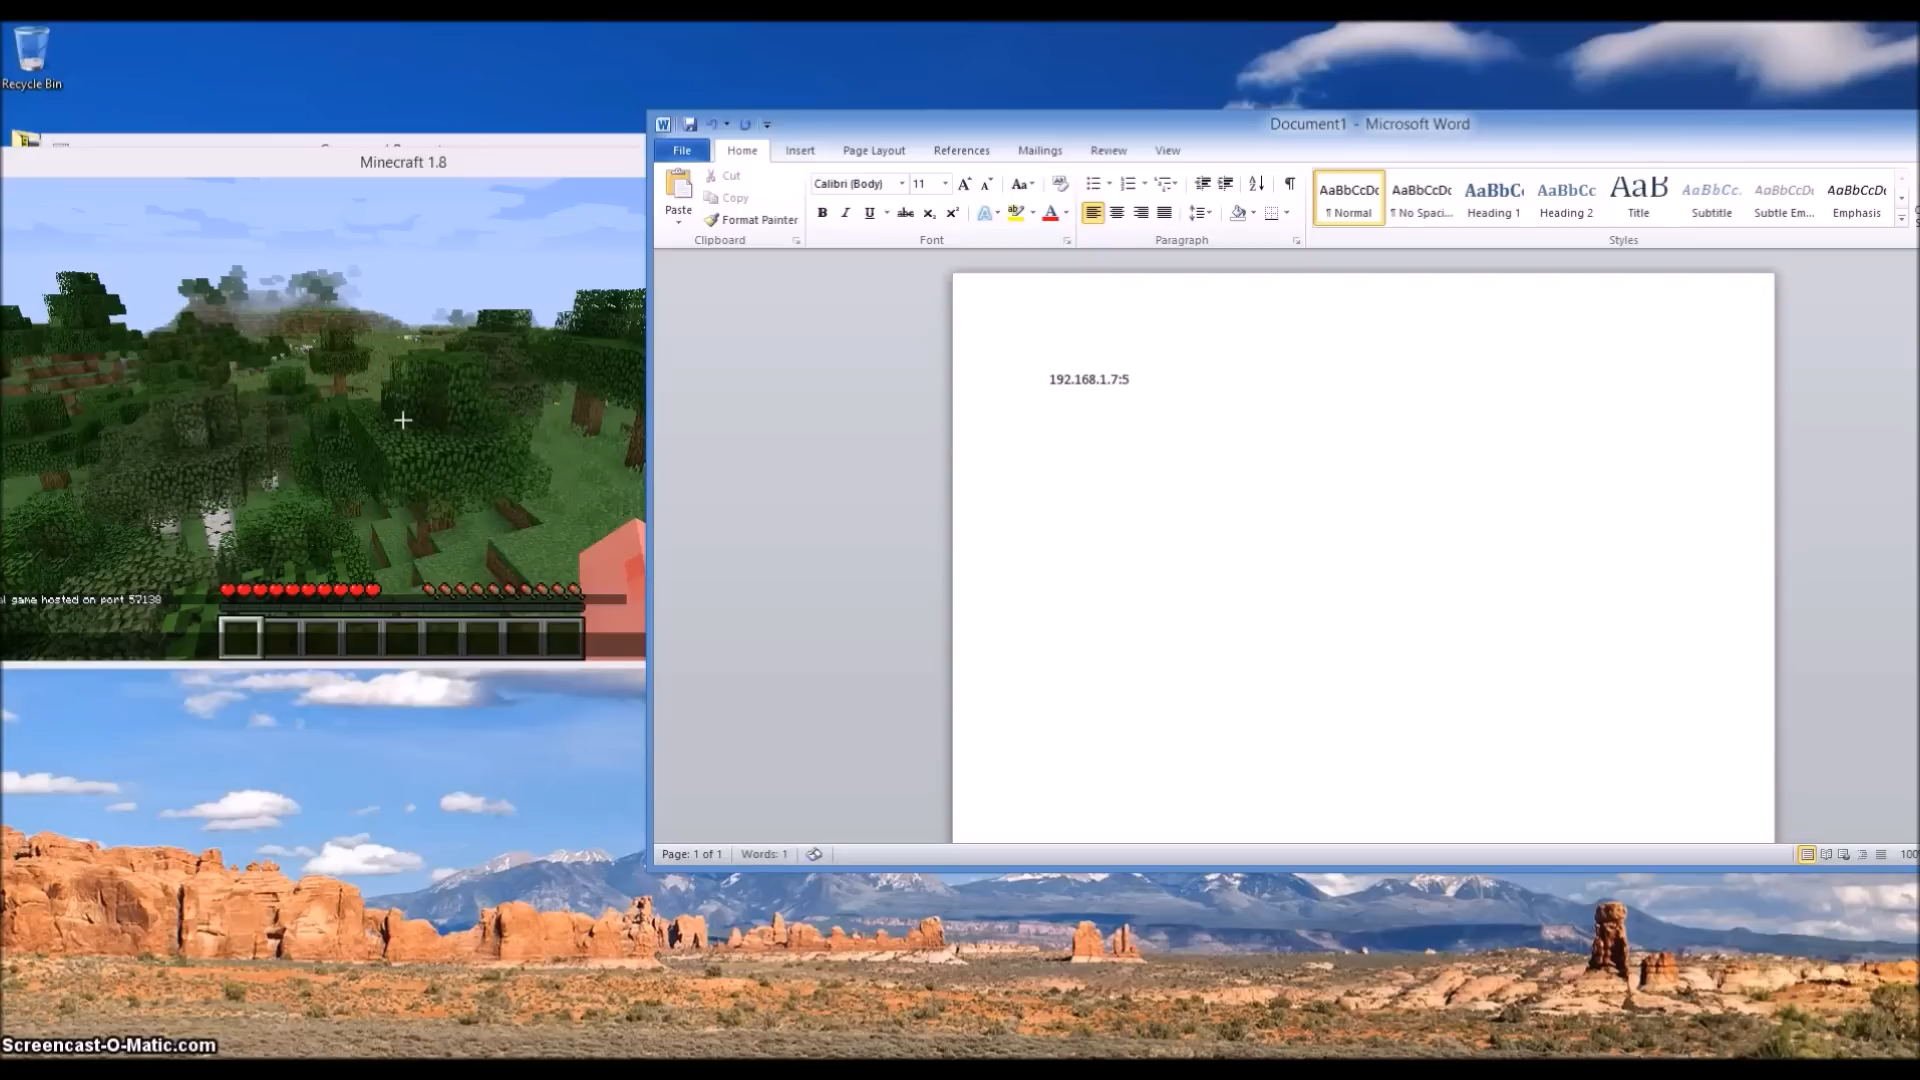 Recycle Bin
Minecraft 1.8
game hosted on port 57138
Document1 - Microsoft Word
File Home Insert Page Layout References Mailings Review View
Paste
Cut
Copy
Format Painter
Clipboard
Calibri (Body) 11
Font
Paragraph
AaBbCcDc AaBbCcDc AaBbC AaBbCc AaB AaBbCc. AaBbCcDc AaBbCcDc
¶ Normal ¶ No Spaci... Heading 1 Heading 2 Title Subtitle Subtle Em... Emphasis
Styles
192.168.1.7:5
Page: 1 of 1 Words: 1
100
Screencast-O-Matic.com